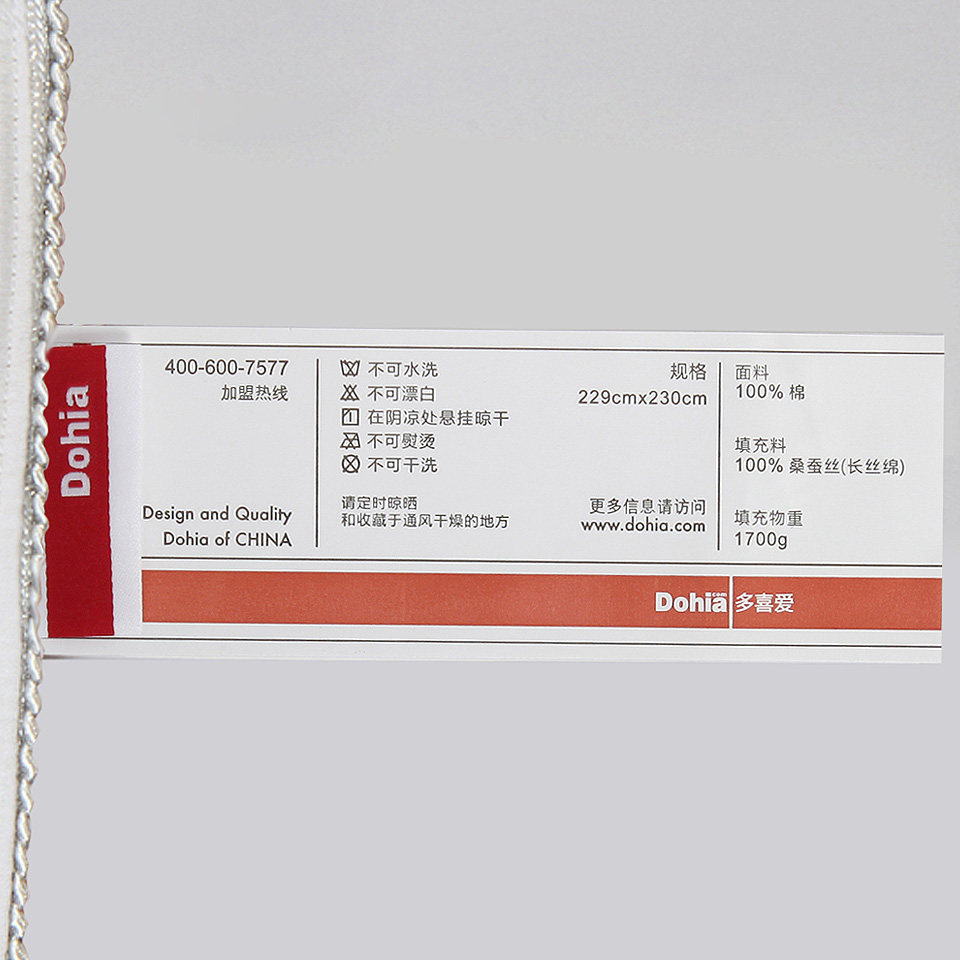 Dohia
400-600-7577
加盟热线
Design and Quality
Dohia of CHINA
不可水洗
不可漂白
在阴凉处悬挂晾干
不可熨烫
不可干洗
请定时晾晒
和收藏于通风干燥的地方
规格
229cmx230cm
更多信息请访问
www.dohia.com
面料
100% 棉
填充料
100% 桑蚕丝(长丝绵)
填充物重
1700g
Dohia.com 多喜爱